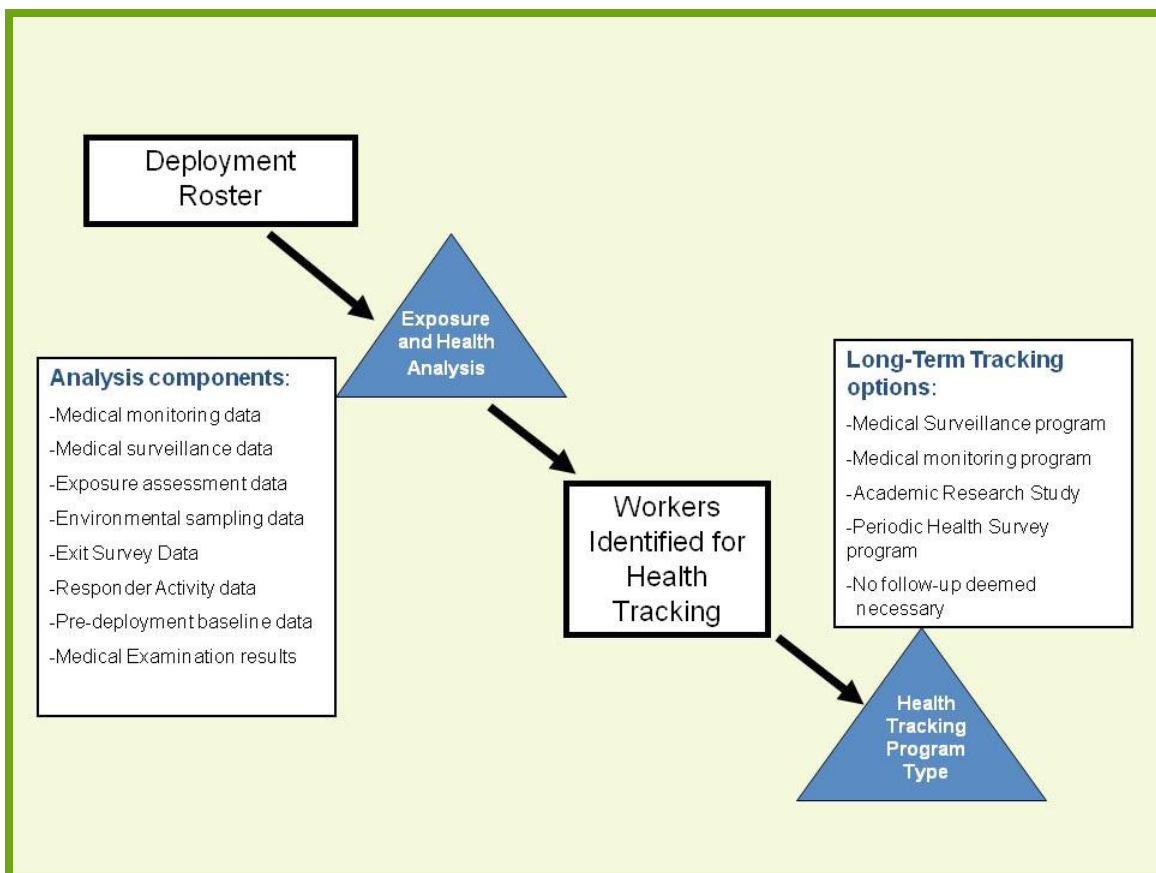 Deployment
Roster
Exposure
and Health
Analysis
Analysis components:
-Medical monitoring data
-Medical surveillance data
-Exposure assessment data
-Environmental sampling data
-Exit Survey Data
-Responder Activity data
-Pre-deployment baseline data
-Medical Examination results
Workers
Identified for
Health
Tracking
Long-Term Tracking
options:
-Medical Surveillance program
-Medical monitoring program
-Academic Research Study
-Periodic Health Survey
program
-No follow-up deemed
necessary
Health
Tracking
Program
Type